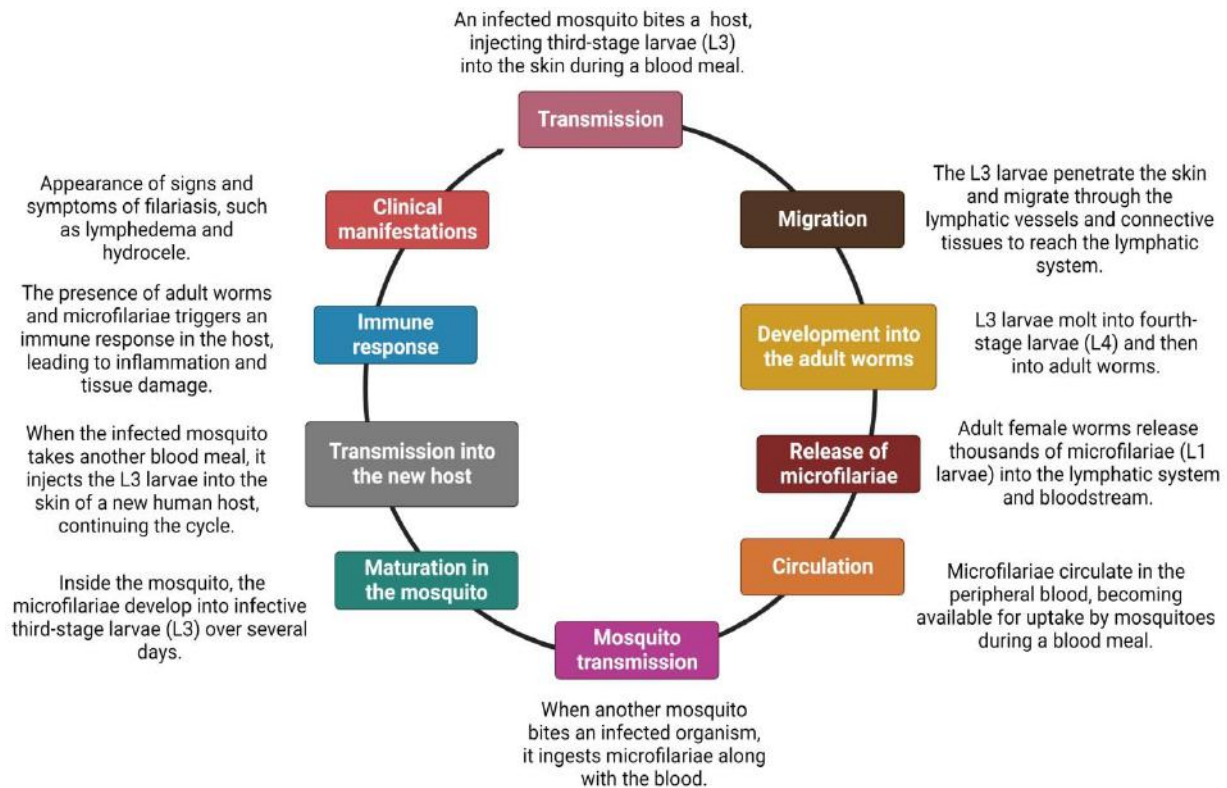 An infected mosquito bites a host,
injecting third-stage larvae (L3)
into the skin during a blood meal.
Transmission
The L3 larvae penetrate the skin
and migrate through the
lymphatic vessels and connective
tissues to reach the lymphatic
system.
Migration
L3 larvae molt into fourth-
stage larvae (L4) and then
into adult worms.
Development into
the adult worms
Adult female worms release
thousands of microfilariae (L1
larvae) into the lymphatic system
and bloodstream.
Release of
microfilariae
Microfilariae circulate in the
peripheral blood, becoming
available for uptake by mosquitoes
during a blood meal.
Circulation
Mosquito
transmission
When another mosquito
bites an infected organism,
it ingests microfilariae along
with the blood.
Maturation in
the mosquito
Inside the mosquito, the
microfilariae develop into infective
third-stage larvae (L3) over several
days.
Transmission into
the new host
When the infected mosquito
takes another blood meal, it
injects the L3 larvae into the
skin of a new human host,
continuing the cycle.
Immune
response
The presence of adult worms
and microfilariae triggers an
immune response in the host,
leading to inflammation and
tissue damage.
Clinical
manifestations
Appearance of signs and
symptoms of filariasis, such
as lymphedema and
hydrocele.